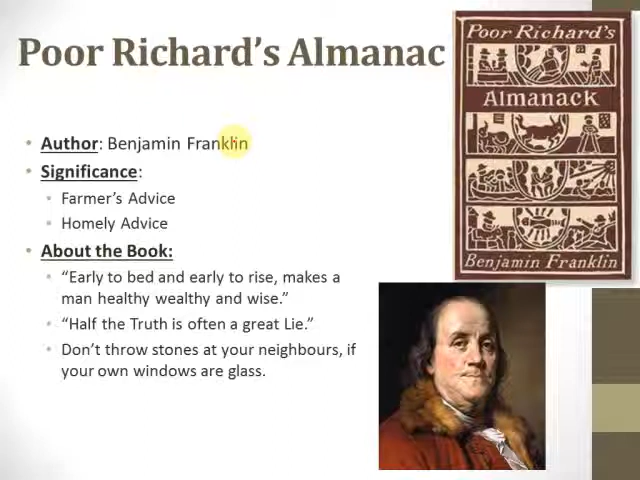 Poor Richard's Almanac
• Author: Benjamin Franklin
• Significance:
• Farmer's Advice
• Homely Advice
• About the Book:
• “Early to bed and early to rise, makes a
man healthy wealthy and wise.”
• “Half the Truth is often a great Lie.”
• Don't throw stones at your neighbours, if
your own windows are glass.
Poor Richard's
Almanack
Benjamin Franklin